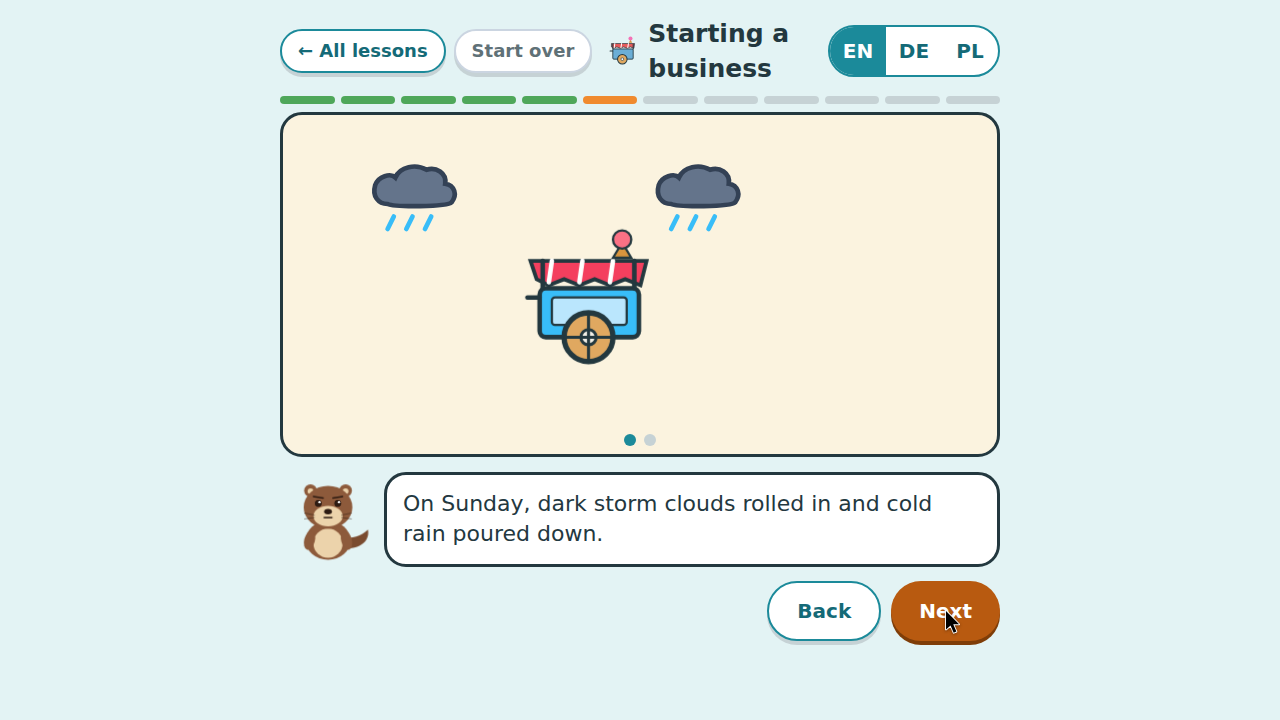 ← All lessons
Start over
Starting a
business
EN
DE
PL
On Sunday, dark storm clouds rolled in and cold
rain poured down.
Back
Next